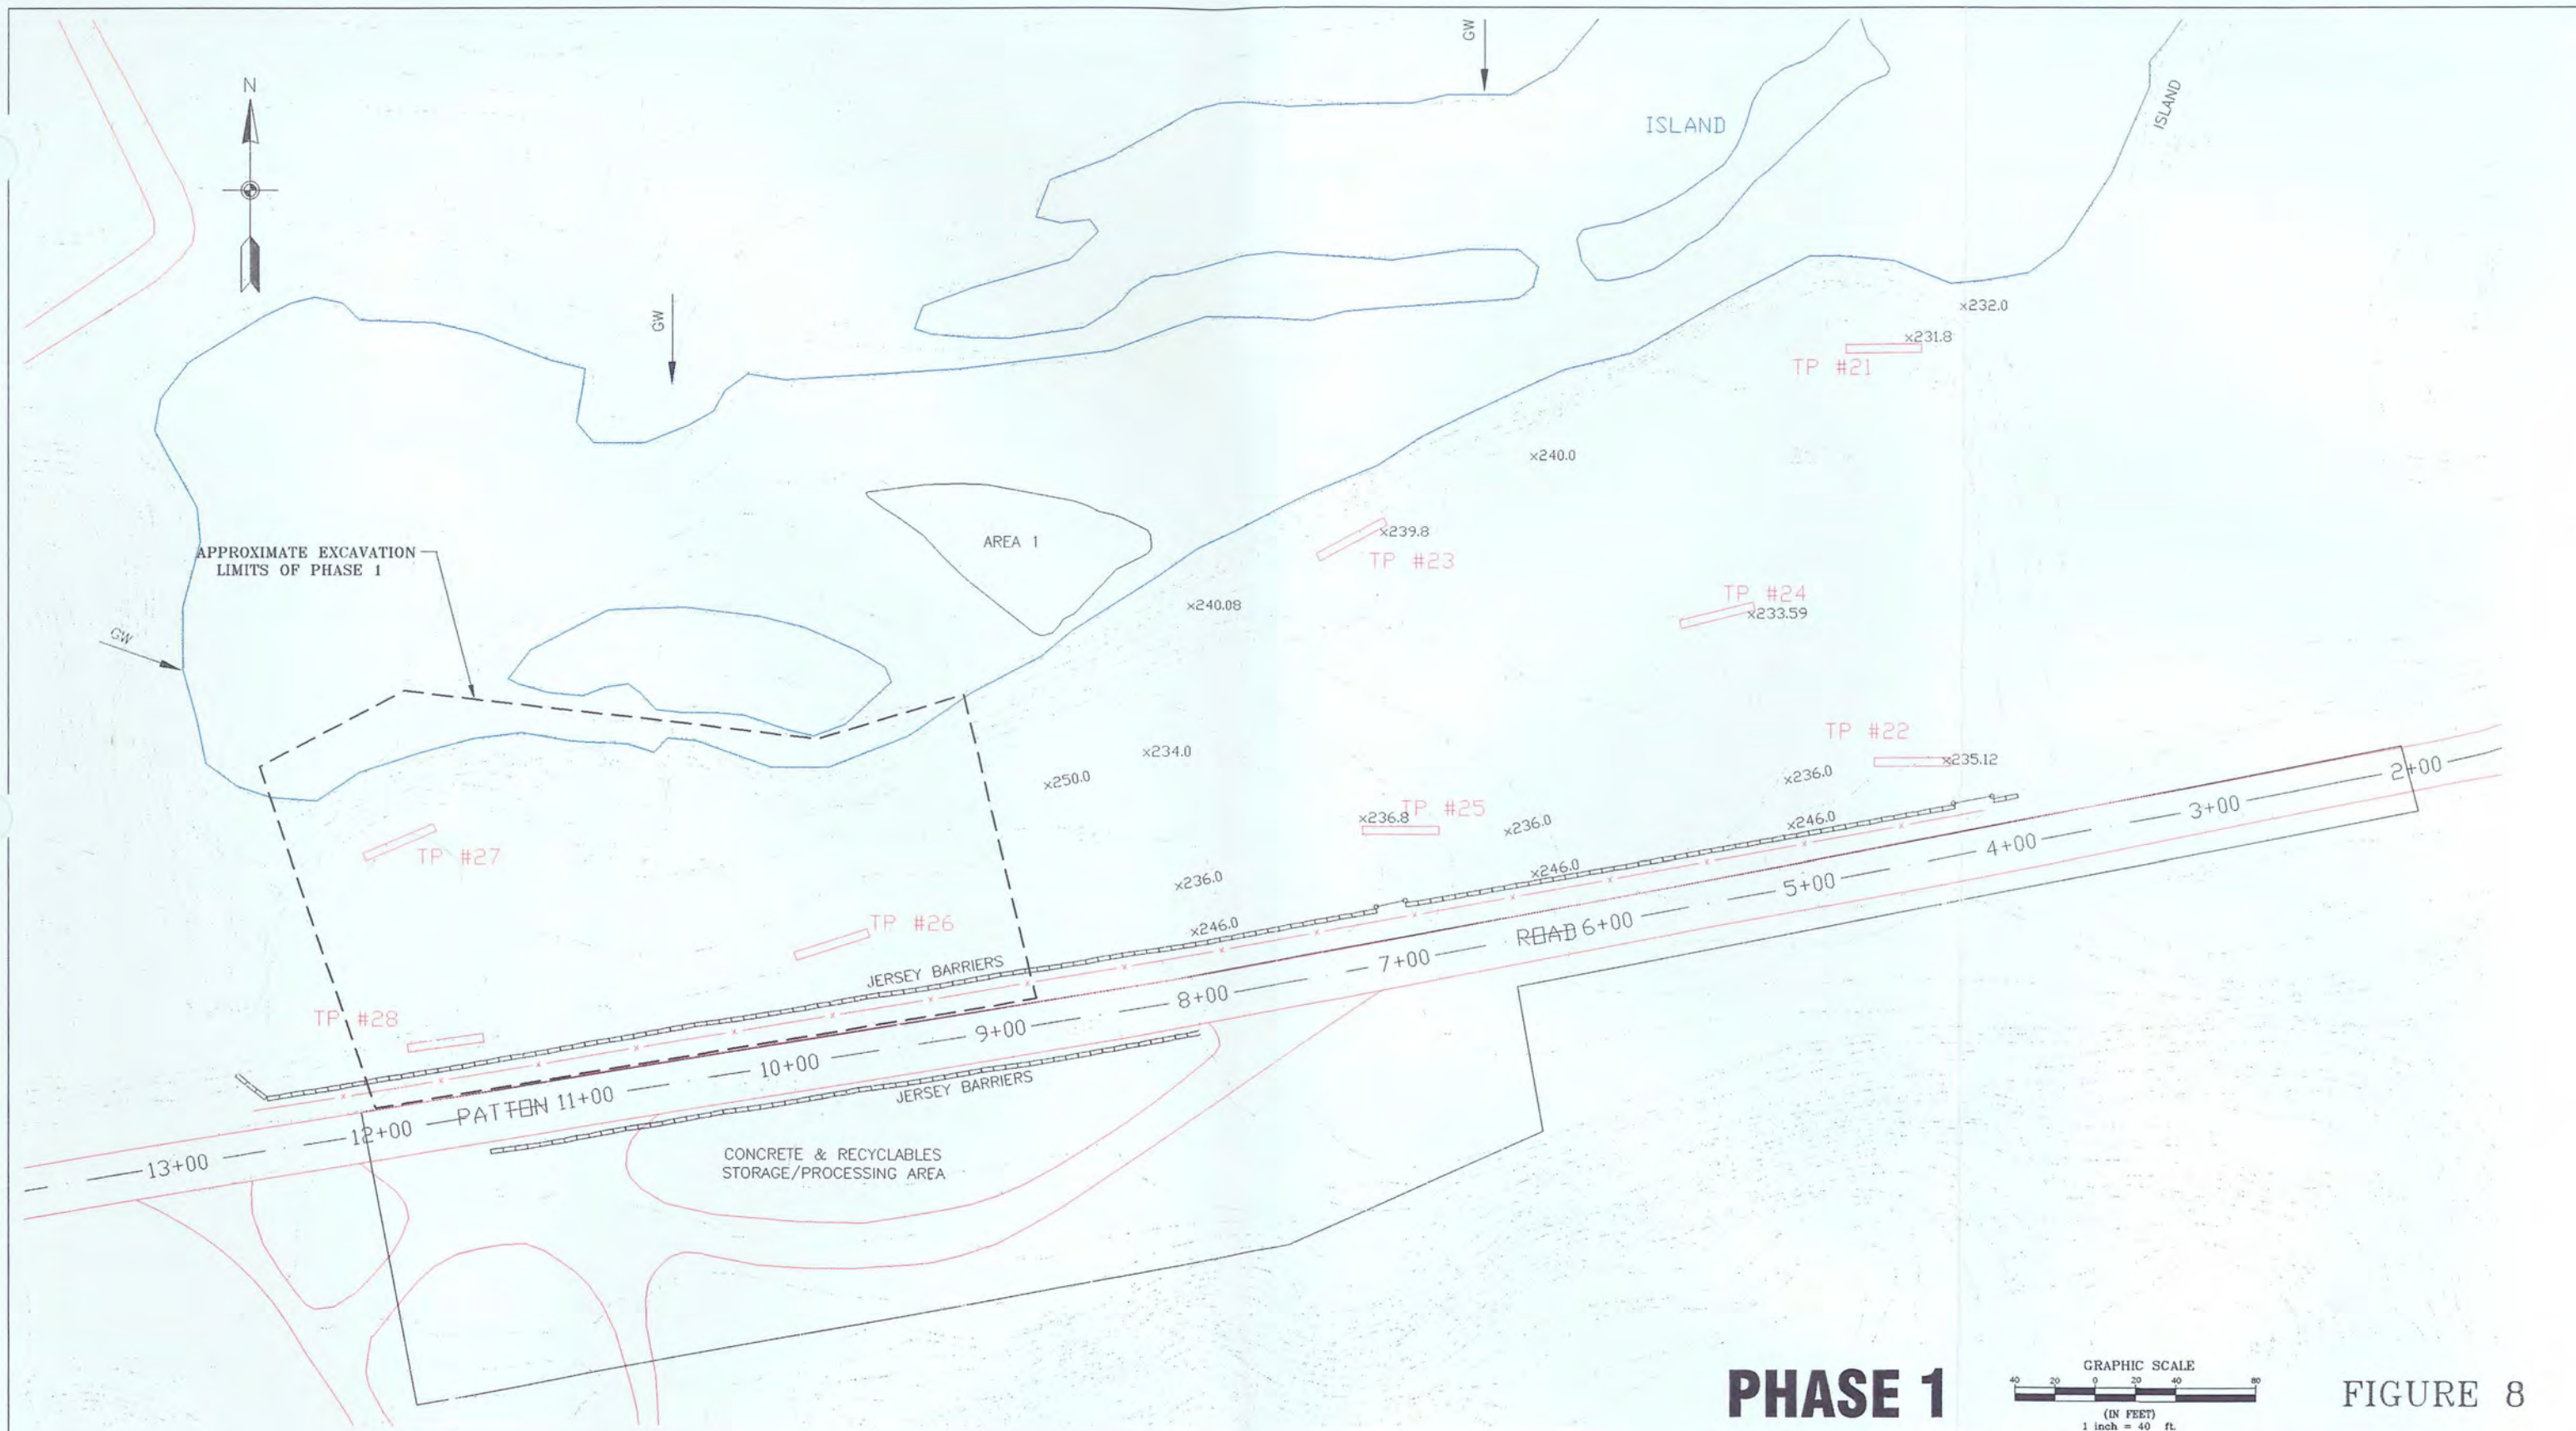 GW
N
ISLAND
ISLAND
x232.0
GW
x231.8
TP #21
x240.0
x239.8
TP #23
AREA 1
APPROXIMATE EXCAVATION
LIMITS OF PHASE 1
x240.08
TP #24
x233.59
GW
TP #22
x234.0
x250.0
x235.12
x236.0
2+00
x236.8
TP #25
3+00
x236.0
x246.0
4+00
TP #27
x246.0
x236.0
5+00
TP #26
x246.0
ROAD 6+00
7+00
JERSEY BARRIERS
8+00
TP #28
9+00
10+00
JERSEY BARRIERS
PATTON 11+00
12+00
13+00
CONCRETE & RECYCLABLES
STORAGE/PROCESSING AREA
PHASE 1
GRAPHIC SCALE
40 20 0 20 40 80
(IN FEET)
1 inch = 40 ft.
FIGURE 8